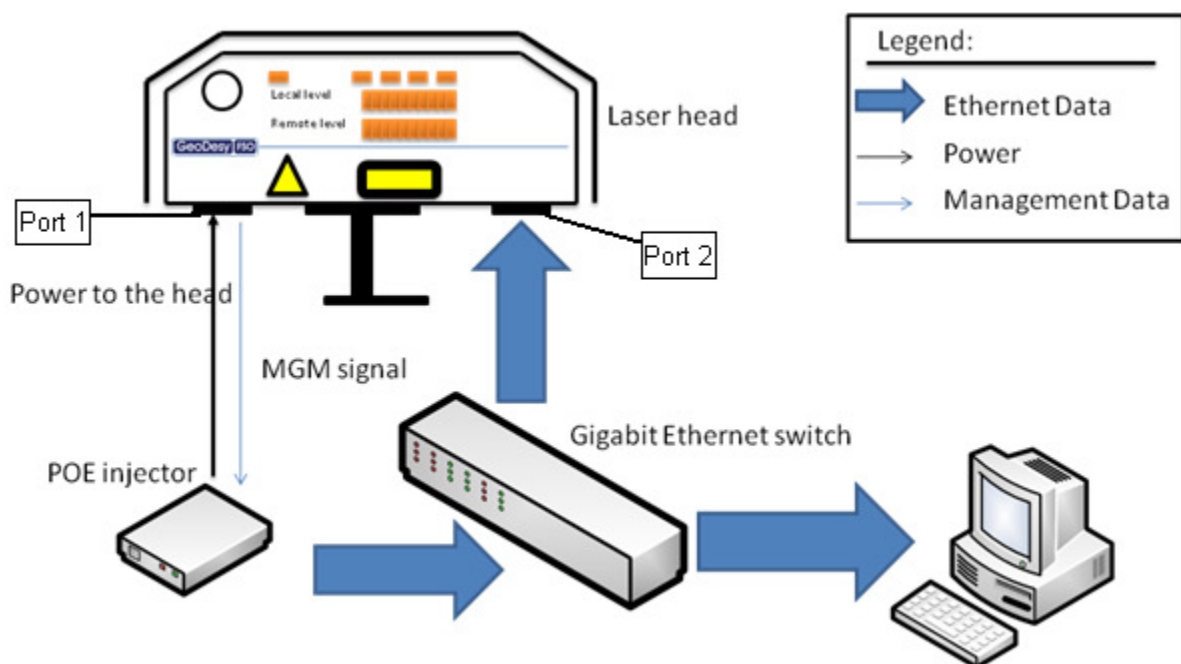 Legend:
Ethernet Data
Power
Management Data
Local level
Remote level
GeoDesy FSO
Laser head
Port 1
Port 2
Power to the head
MGM signal
Gigabit Ethernet switch
POE injector